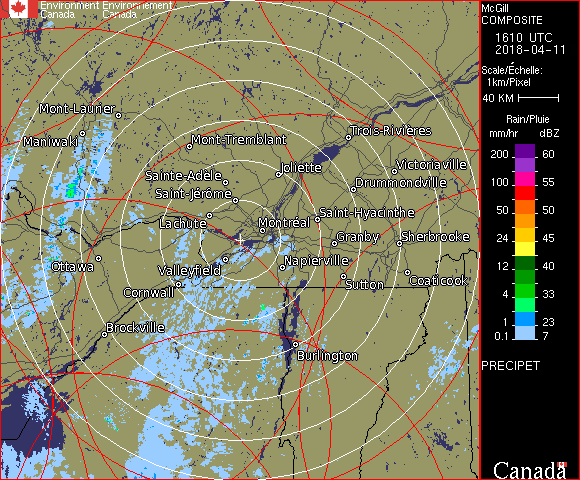 Environment Environnement
Canada Canada
McGill
COMPOSITE
1610 UTC
2018-04-11
Scale/Échelle:
1km/Pixel
40 KM
Rain/Pluie
mm/hr dBZ
200 60
100 55
50 50
24 45
12 40
4 33
1 23
0.1 7
PRECIPET
Mont-Laurier
Maniwaki
Mont-Tremblant
Trois-Rivières
Sainte-Adèle
Joliette
Victoriaville
Saint-Jérôme
Drummondville
Lachute
Montréal
Saint-Hyacinthe
Granby
Sherbrooke
Ottawa
Valleyfield
Napierville
Cornwall
Sutton
Coaticook
Brockville
Burlington
Canada